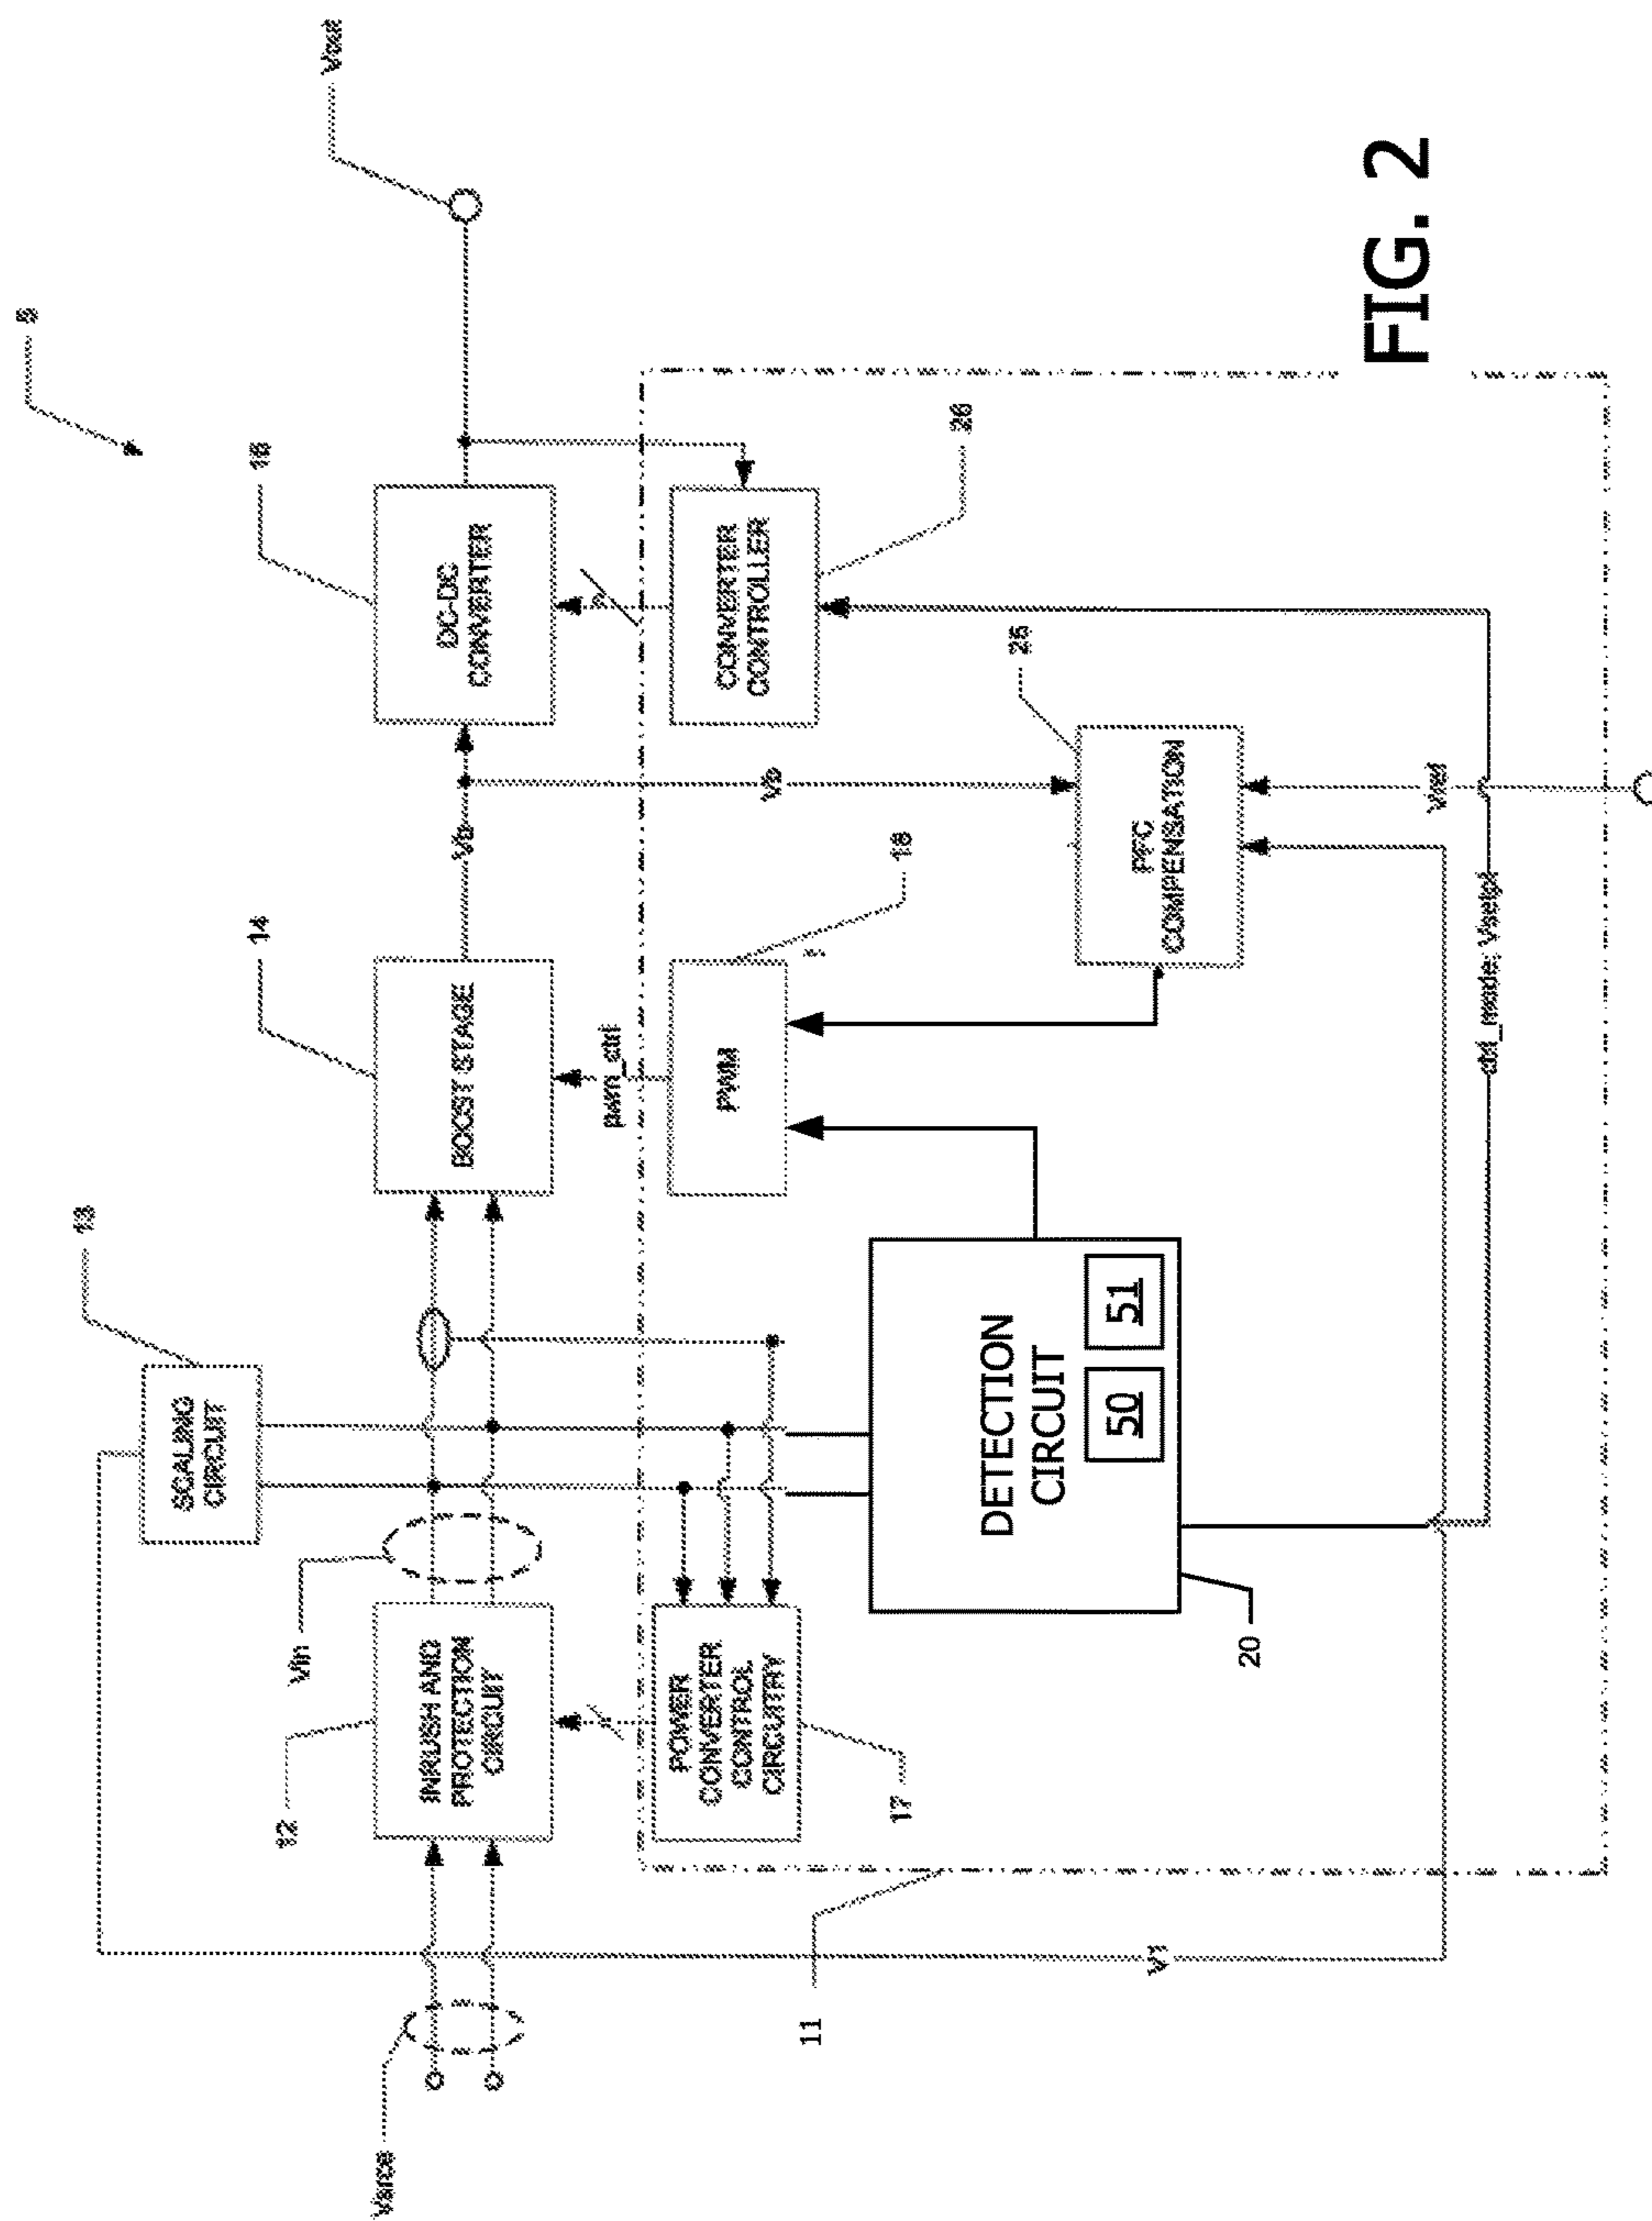 5
13
SCALING
CIRCUIT
Vin
12
INRUSH AND
PROTECTION
CIRCUIT
Vsrce
14
BOOST STAGE
Vb
16
DC-DC
CONVERTER
Vout
pwm_ctrl
POWER
CONVERTER
CONTROL
CIRCUITRY
17
PWM
18
CONVERTER
CONTROLLER
26
Vb
11
DETECTION
CIRCUIT
50
51
20
25
PFC
COMPENSATION
V1
Vref
ctrl_mode; Vsetpt
FIG. 2